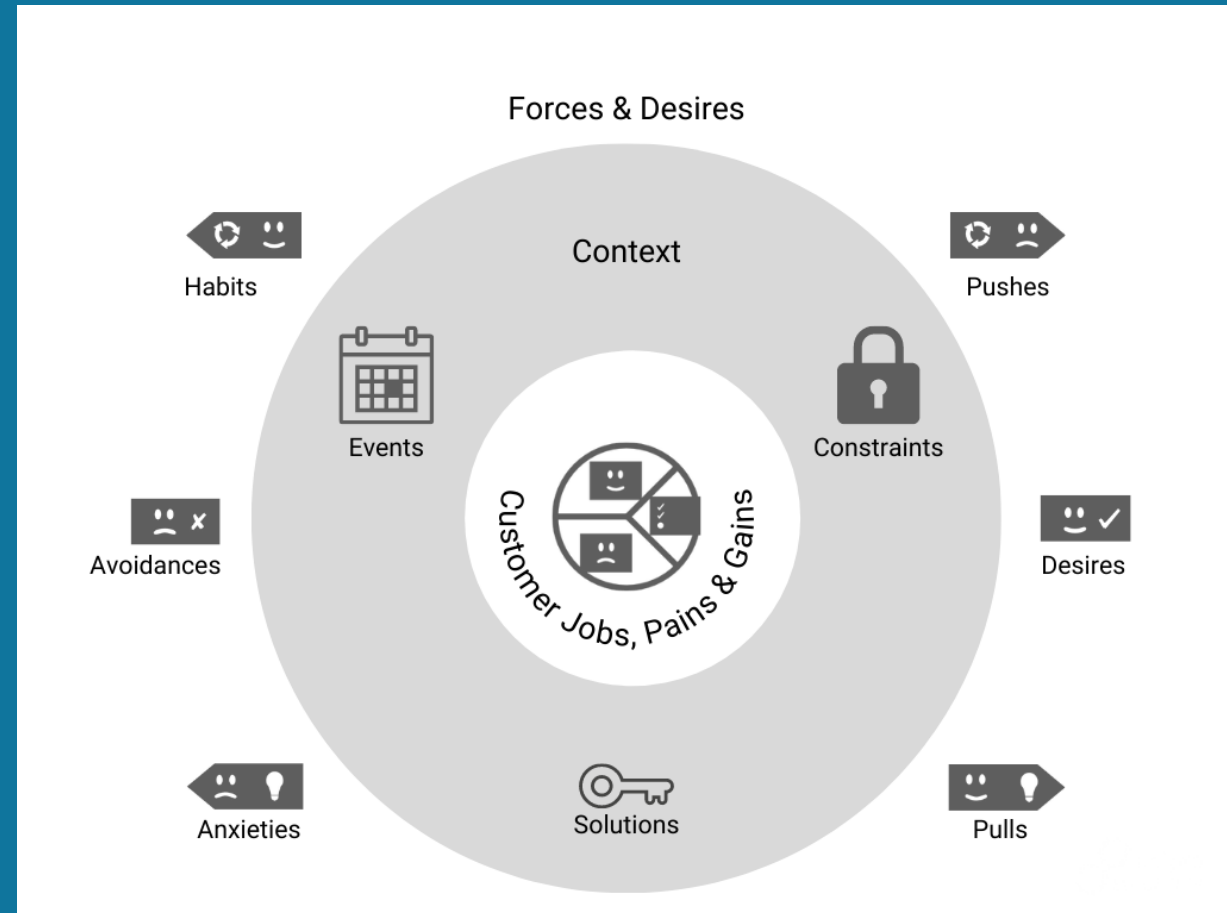 Forces & Desires
Context
Habits
Pushes
Events
Constraints
Customer Jobs, Pains & Gains
Avoidances
Desires
Anxieties
Solutions
Pulls